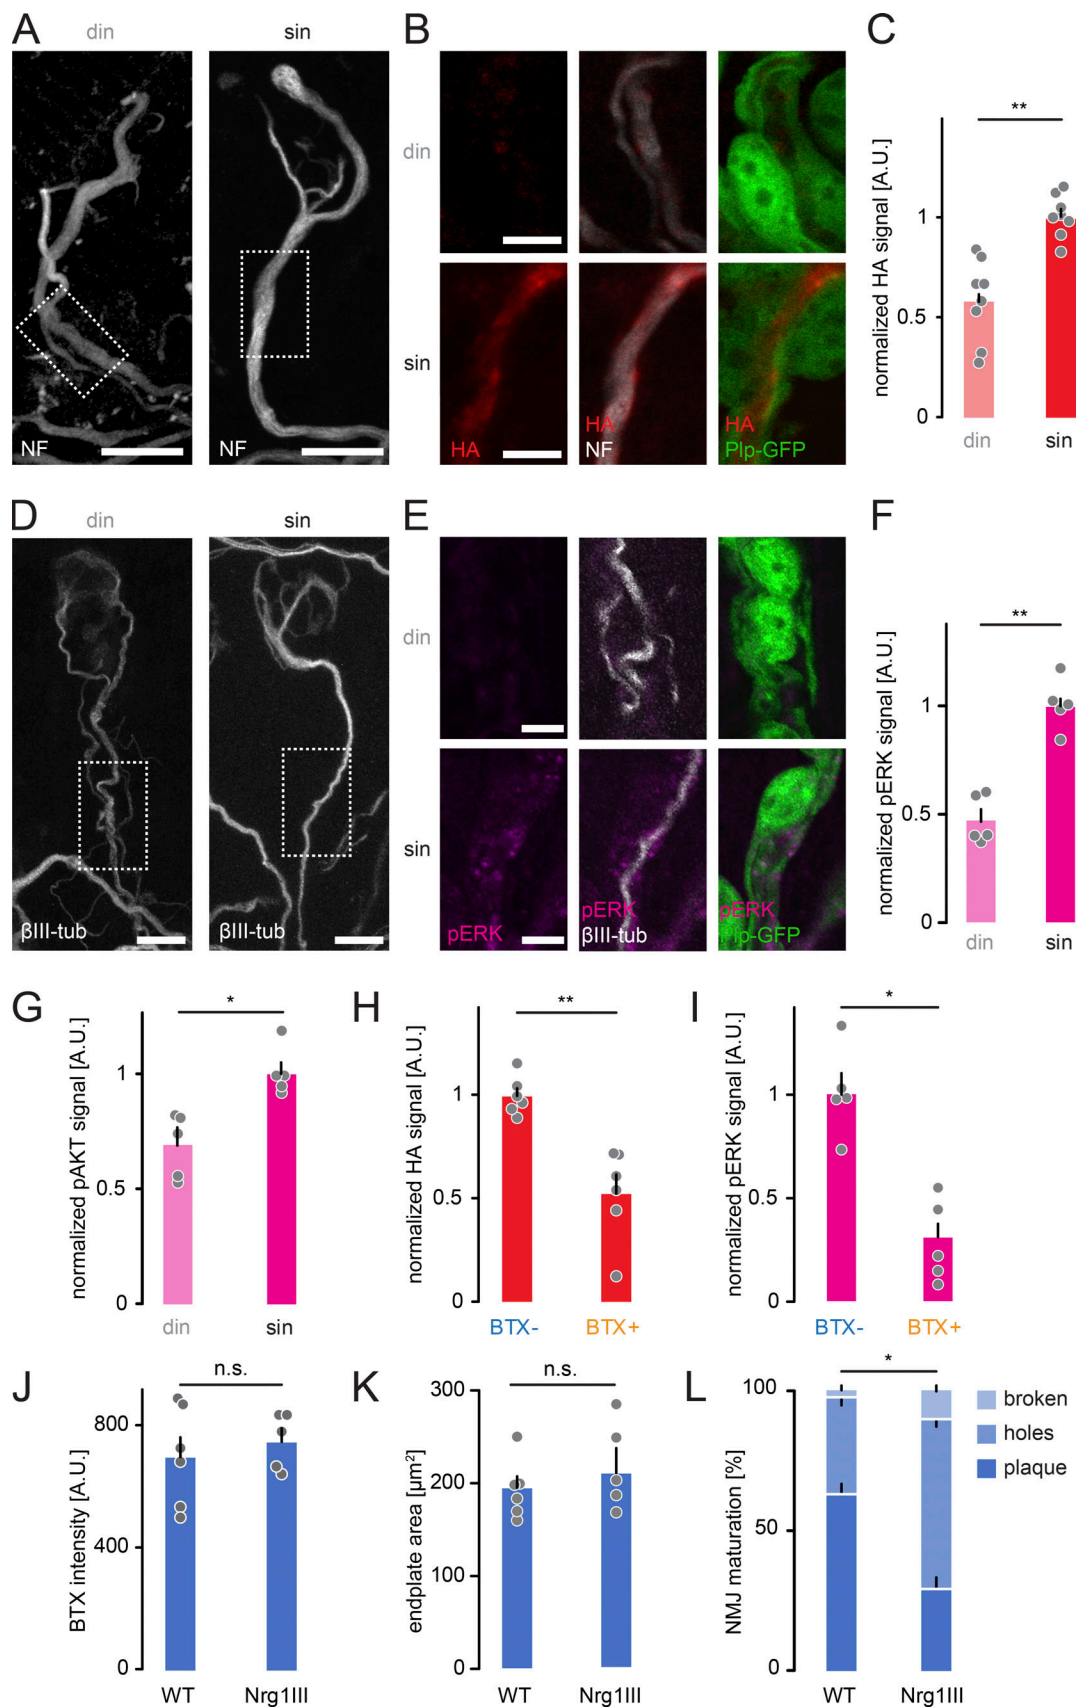 A
din
sin
NF
NF
B
din
sin
HA
HA
NF
HA
Plp-GFP
C
normalized HA signal [A.U.]
**
1
0.5
0
din
sin
D
din
sin
βIII-tub
βIII-tub
E
din
sin
pERK
pERK
βIII-tub
pERK
Plp-GFP
F
normalized pERK signal [A.U.]
**
1
0.5
0
din
sin
G
normalized pAKT signal [A.U.]
*
1
0.5
0
din
sin
H
normalized HA signal [A.U.]
**
1
0.5
0
BTX-
BTX+
I
normalized pERK signal [A.U.]
*
1
0.5
0
BTX-
BTX+
J
BTX intensity [A.U.]
n.s.
800
400
0
WT
Nrg1III
K
endplate area [µm²]
n.s.
300
200
100
0
WT
Nrg1III
L
NMJ maturation [%]
*
100
50
0
WT
Nrg1III
broken
holes
plaque